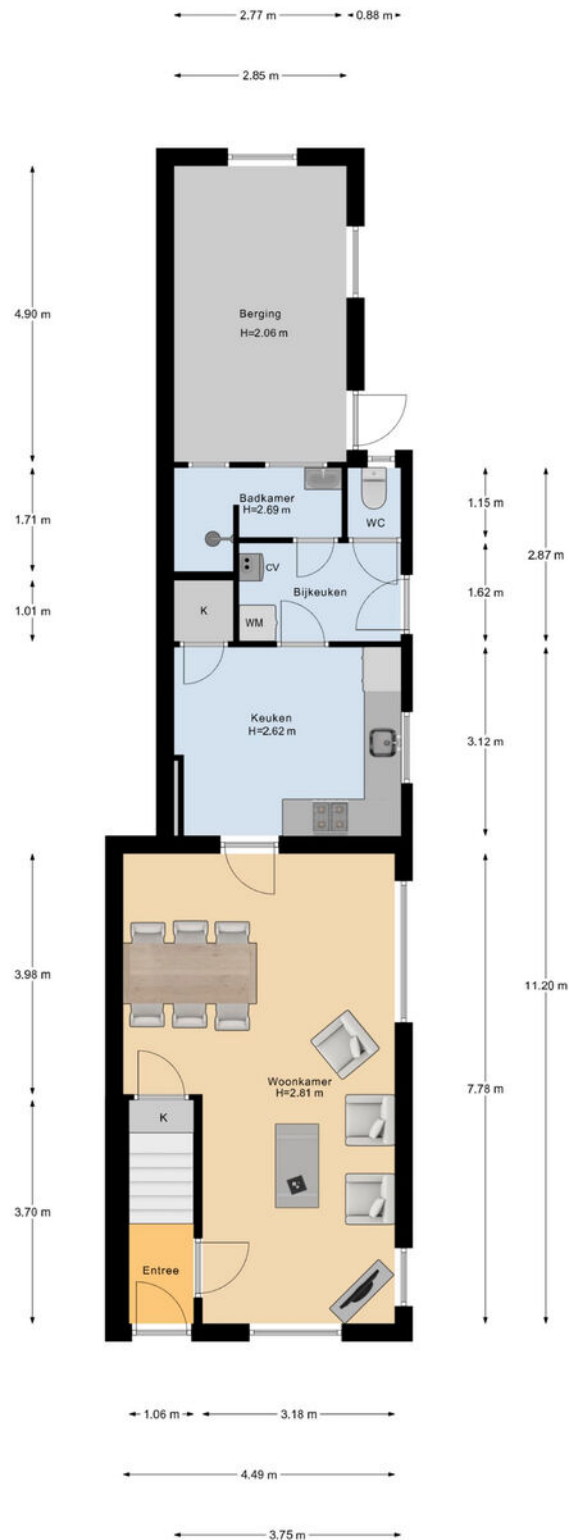 2.77 m
0.88 m
2.85 m
4.90 m
Berging
H=2.06 m
1.71 m
Badkamer
H=2.69 m
WC
1.15 m
2.87 m
CV
Bijkeuken
1.62 m
1.01 m
K
WM
Keuken
H=2.62 m
3.12 m
3.98 m
11.20 m
Woonkamer
H=2.81 m
7.78 m
K
3.70 m
Entree
1.06 m
3.18 m
4.49 m
3.75 m